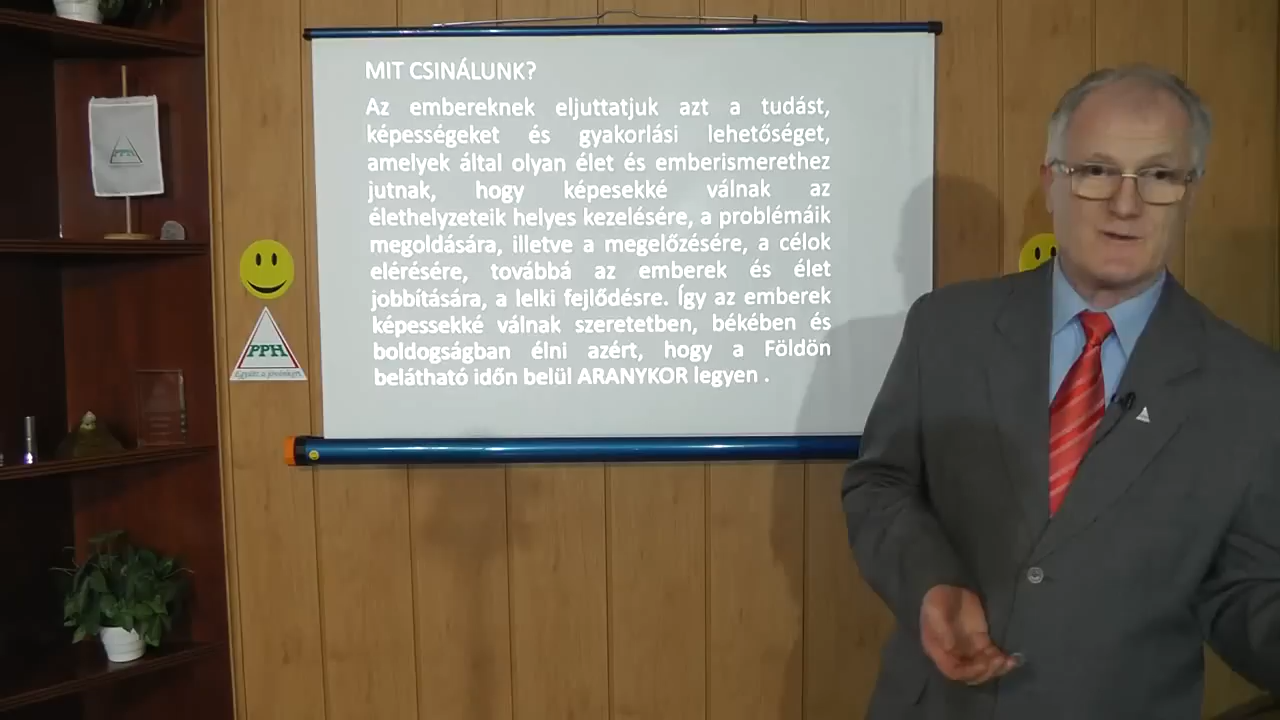 MIT CSINÁLUNK?
Az embereknek eljuttatjuk azt a tudást,
képességeket és gyakorlási lehetőséget,
amelyek által olyan élet és emberismerethez
jutnak, hogy képesekké válnak az
élethelyzeteik helyes kezelésére, a problémáik
megoldására, illetve a megelőzésére, a célok
elérésére, továbbá az emberek és élet
jobbítására, a lelki fejlődésre. Így az emberek
képessekké válnak szeretetben, békében és
boldogságban élni azért, hogy a Földön
belátható időn belül ARANYKOR legyen .
PPH
Együtt a jövőnkért
PPH